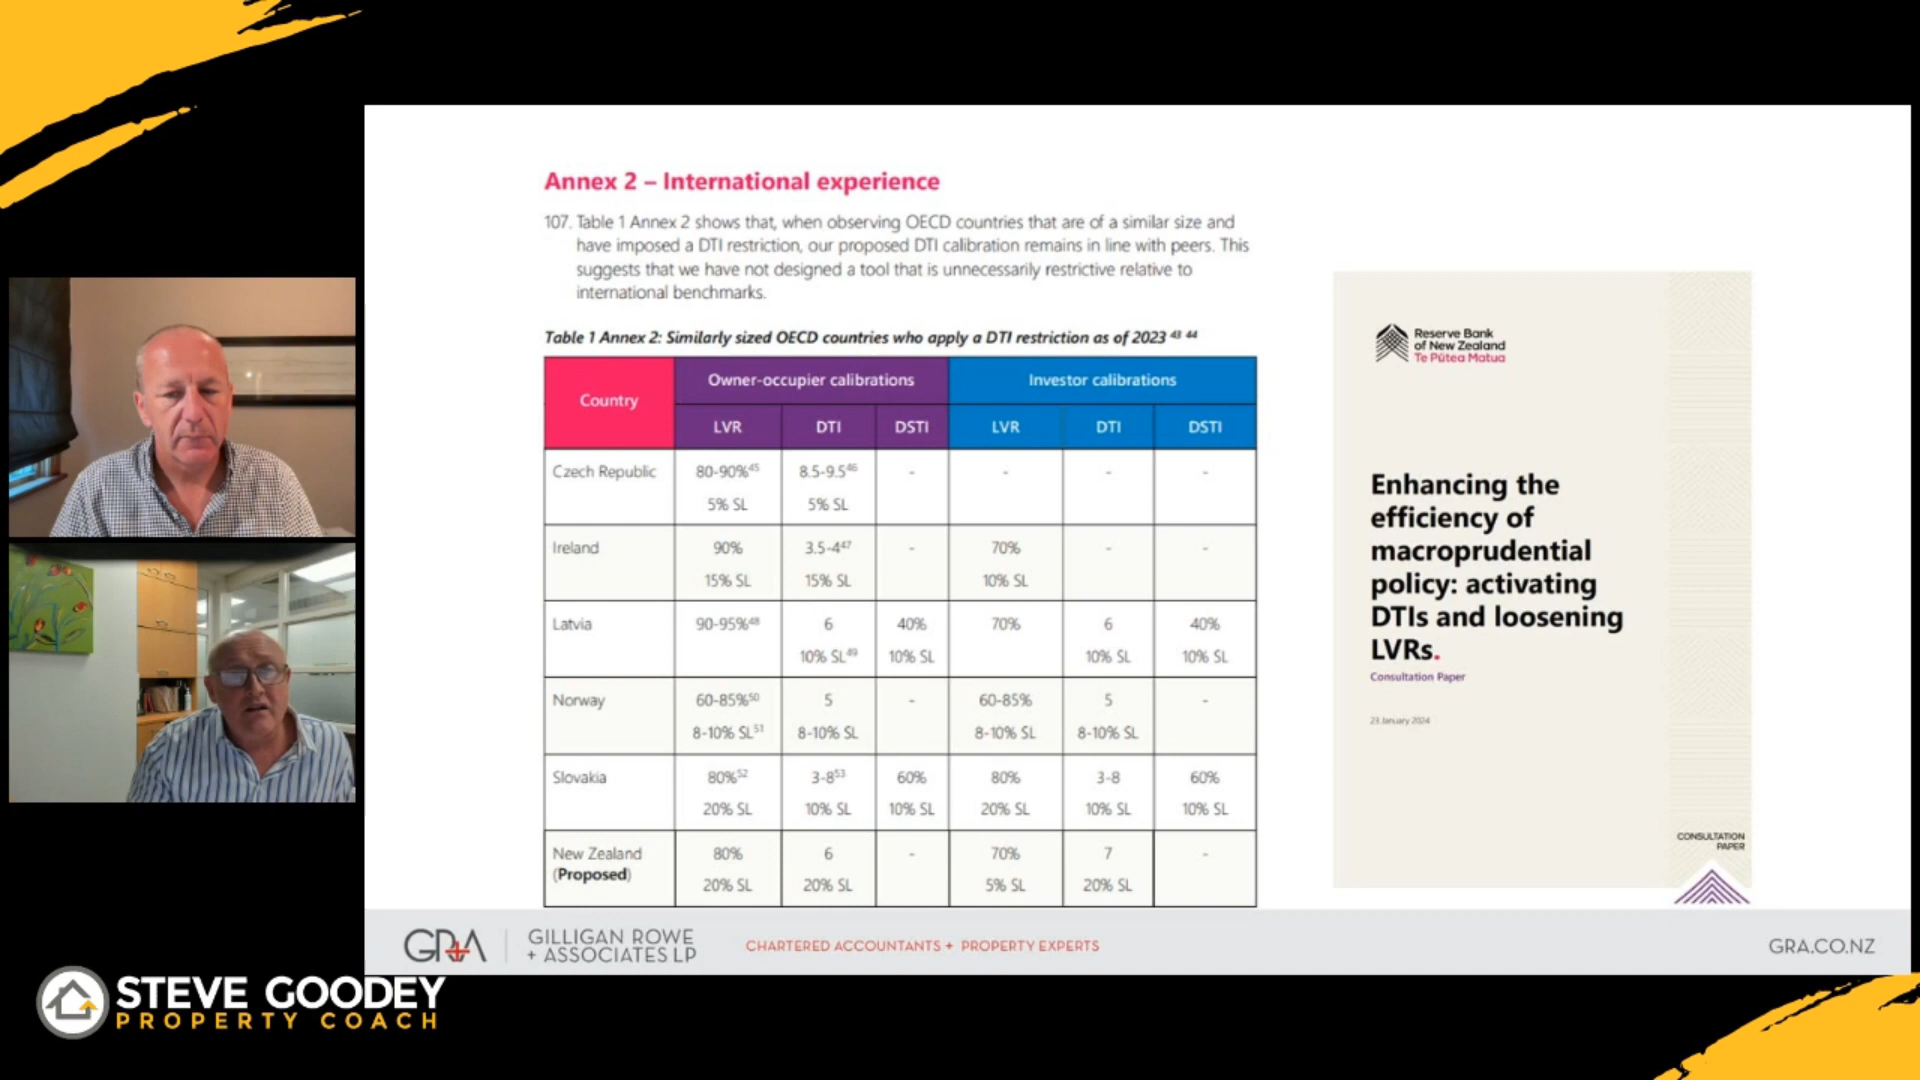 Annex 2 – International experience
107. Table 1 Annex 2 shows that, when observing OECD countries that are of a similar size and
have imposed a DTI restriction, our proposed DTI calibration remains in line with peers. This
suggests that we have not designed a tool that is unnecessarily restrictive relative to
international benchmarks.
Table 1 Annex 2: Similarly sized OECD countries who apply a DTI restriction as of 2023 43 44
Country Owner-occupier calibrations Investor calibrations
LVR DTI DSTI LVR DTI DSTI
Czech Republic 80-90%45 8.5-9.546 - - - -
5% SL 5% SL
Ireland 90% 3.5-447 - 70% - -
15% SL 15% SL 10% SL
Latvia 90-95%48 6 40% 70% 6 40%
10% SL49 10% SL 10% SL 10% SL
Norway 60-85%50 5 - 60-85% 5 -
8-10% SL51 8-10% SL 8-10% SL 8-10% SL
Slovakia 80%52 3-853 60% 80% 3-8 60%
20% SL 10% SL 10% SL 20% SL 10% SL 10% SL
New Zealand 80% 6 - 70% 7 -
(Proposed) 20% SL 20% SL 5% SL 20% SL
Reserve Bank
of New Zealand
Te Pūtea Matua
Enhancing the
efficiency of
macroprudential
policy: activating
DTIs and loosening
LVRs.
Consultation Paper
23 January 2024
CONSULTATION
PAPER
GRA
GILLIGAN ROWE
+ ASSOCIATES LP
CHARTERED ACCOUNTANTS + PROPERTY EXPERTS
GRA.CO.NZ
STEVE GOODEY
PROPERTY COACH